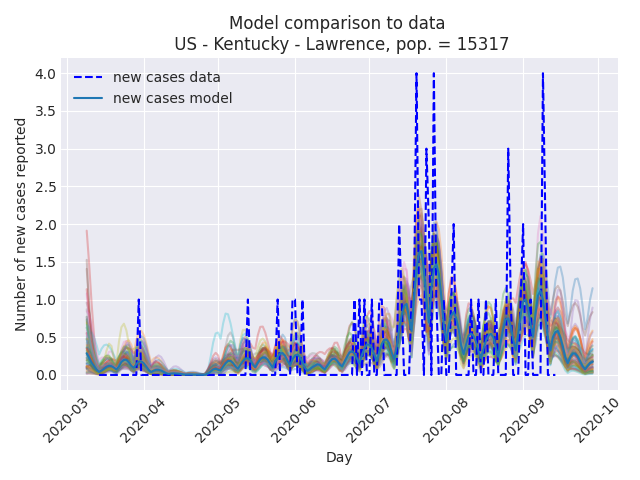 Model comparison to data
US - Kentucky - Lawrence, pop. = 15317
new cases data
new cases model
Number of new cases reported
4.0
3.5
3.0
2.5
2.0
1.5
1.0
0.5
0.0
2020-03
2020-04
2020-05
2020-06
2020-07
2020-08
2020-09
2020-10
Day